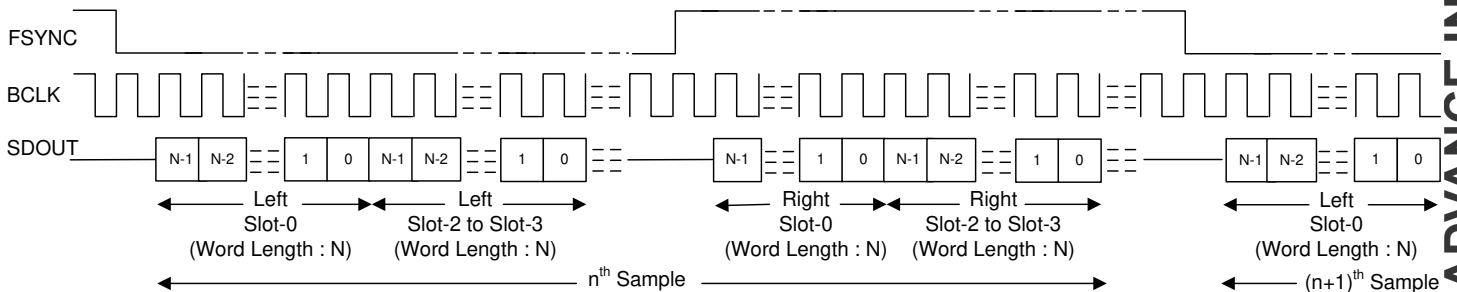 FSYNC
BCLK
SDOUT
N-1 N-2 1 0 N-1 N-2 1 0 N-1 1 0 N-1 N-2 1 0 N-1 N-2 1 0
Left Left Right Right Left
Slot-0 Slot-2 to Slot-3 Slot-0 Slot-2 to Slot-3 Slot-0
(Word Length : N) (Word Length : N) (Word Length : N) (Word Length : N) (Word Length : N)
nth Sample (n+1)th Sample
ADVANCE